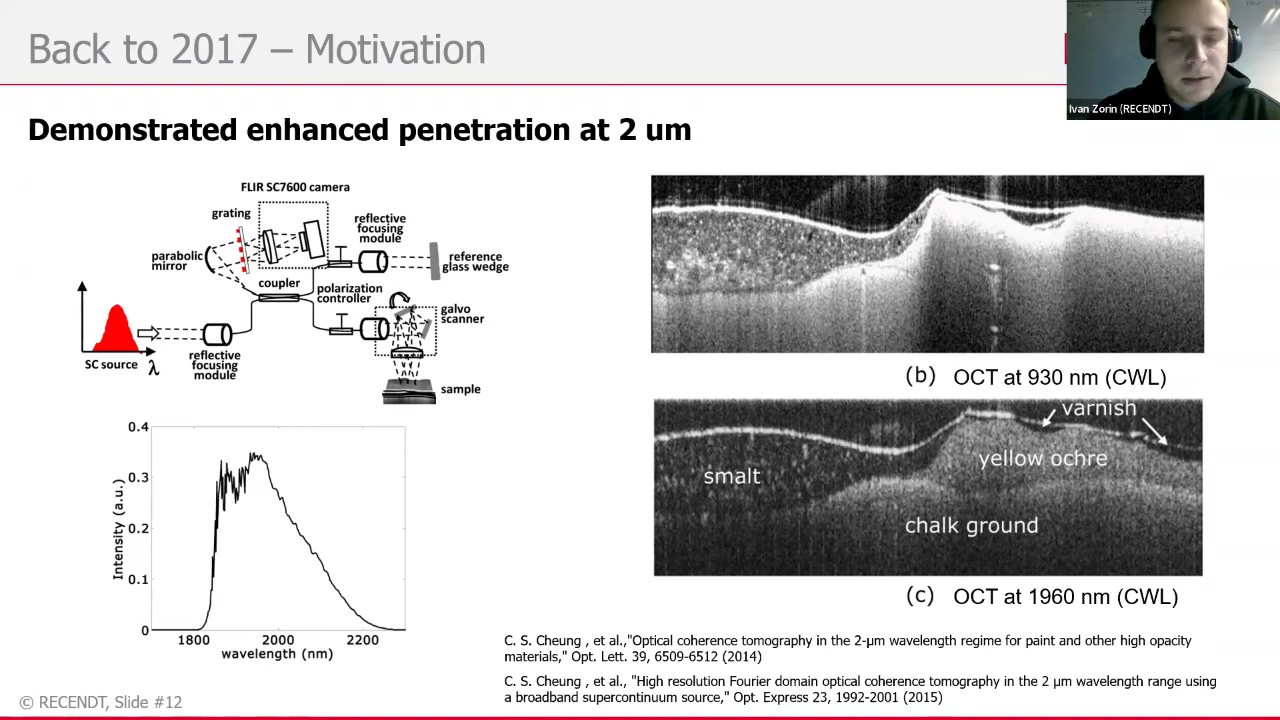 Back to 2017 – Motivation
Ivan Zorin (RECENDT)
Demonstrated enhanced penetration at 2 um
FLIR SC7600 camera
grating
reflective
focusing
module
parabolic
mirror
reference
glass wedge
coupler
polarization
controller
galvo
scanner
SC source
λ
reflective
focusing
module
sample
(b) OCT at 930 nm (CWL)
varnish
yellow ochre
smalt
chalk ground
(c) OCT at 1960 nm (CWL)
0.4
0.3
0.2
0.1
0
Intensity (a.u.)
1800 2000 2200
wavelength (nm)
C. S. Cheung , et al.,"Optical coherence tomography in the 2-μm wavelength regime for paint and other high opacity
materials," Opt. Lett. 39, 6509-6512 (2014)
C. S. Cheung , et al., "High resolution Fourier domain optical coherence tomography in the 2 μm wavelength range using
a broadband supercontinuum source," Opt. Express 23, 1992-2001 (2015)
© RECENDT, Slide #12